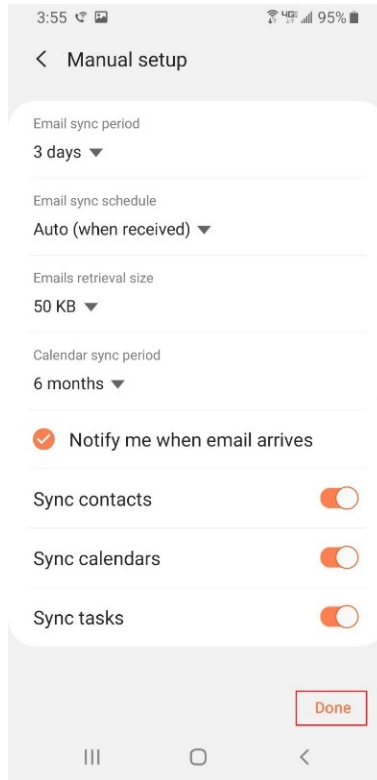 3:55 4GE 95%
Manual setup
Email sync period
3 days
Email sync schedule
Auto (when received)
Emails retrieval size
50 KB
Calendar sync period
6 months
Notify me when email arrives
Sync contacts
Sync calendars
Sync tasks
Done